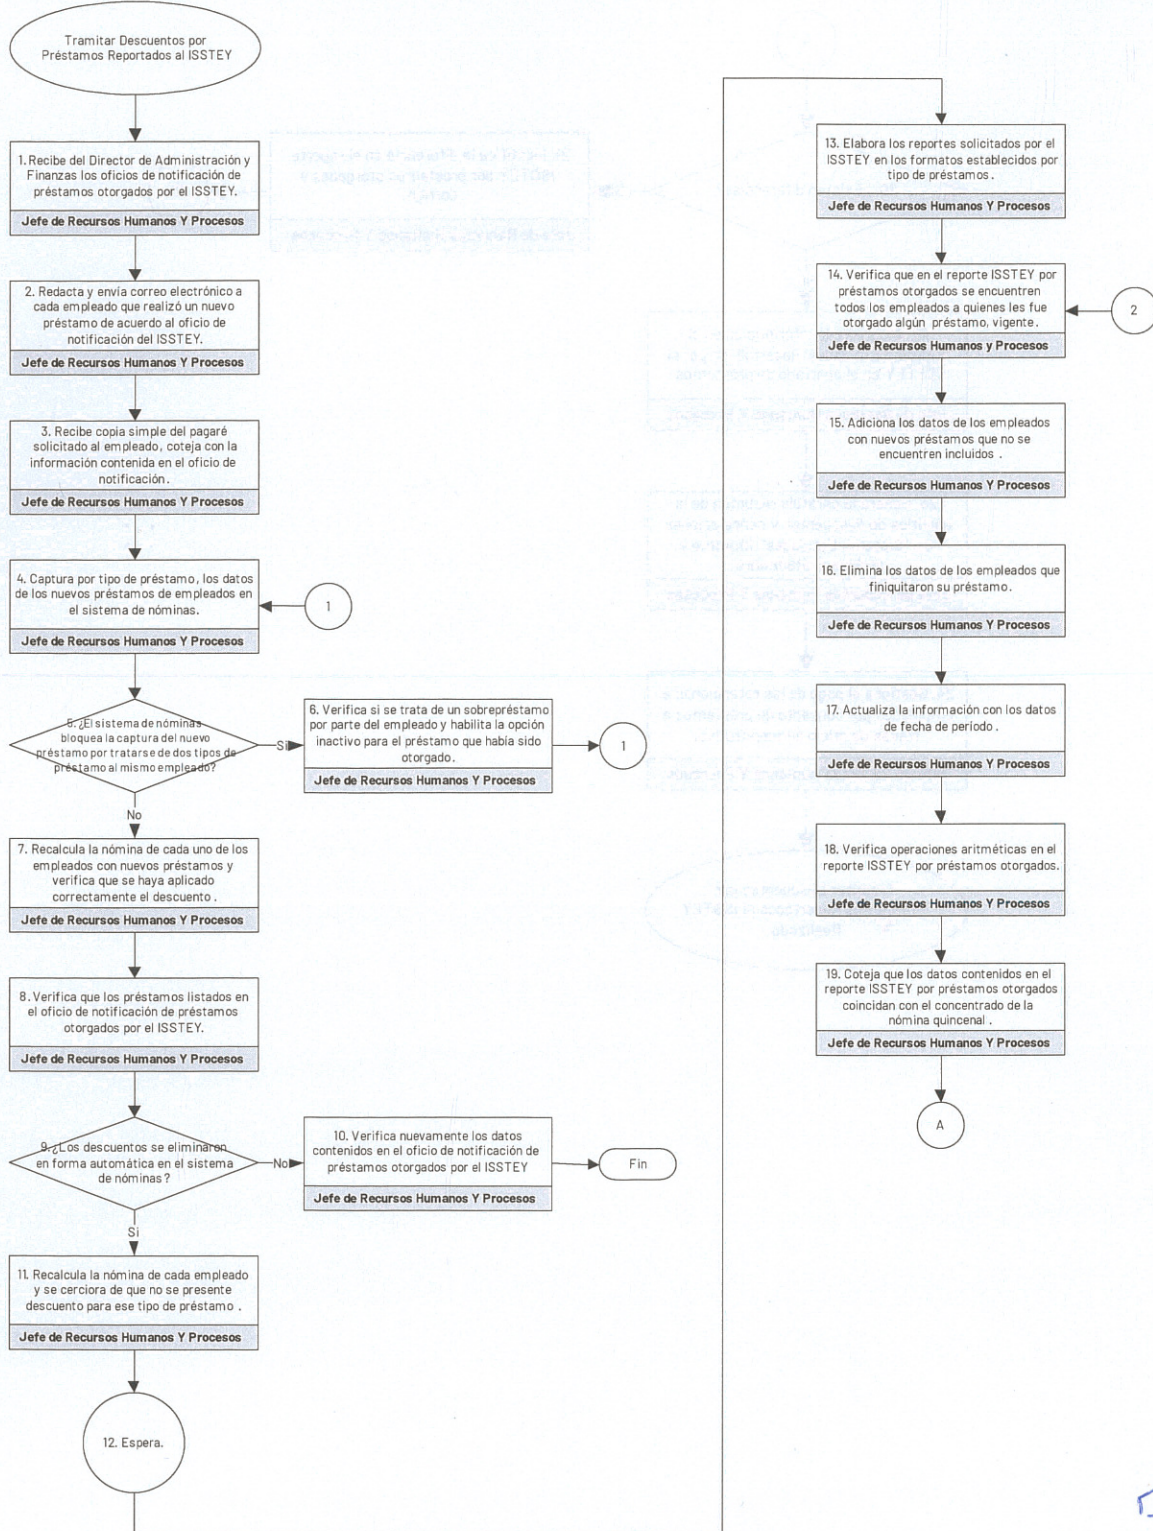 Tramitar Descuentos por
Préstamos Reportados al ISSTEY
1. Recibe del Director de Administración y
Finanzas los oficios de notificación de
préstamos otorgados por el ISSTEY.
Jefe de Recursos Humanos Y Procesos
2. Redacta y envía correo electrónico a
cada empleado que realizó un nuevo
préstamo de acuerdo al oficio de
notificación del ISSTEY.
Jefe de Recursos Humanos Y Procesos
3. Recibe copia simple del pagaré
solicitado al empleado, coteja con la
información contenida en el oficio de
notificación.
Jefe de Recursos Humanos Y Procesos
4. Captura por tipo de préstamo, los datos
de los nuevos préstamos de empleados en
el sistema de nóminas.
Jefe de Recursos Humanos Y Procesos
1
5. ¿El sistema de nóminas
bloquea la captura del nuevo
préstamo por tratarse de dos tipos de
préstamo al mismo empleado?
Si
6. Verifica si se trata de un sobrepréstamo
por parte del empleado y habilita la opción
inactivo para el préstamo que había sido
otorgado.
Jefe de Recursos Humanos Y Procesos
1
No
7. Recalcula la nómina de cada uno de los
empleados con nuevos préstamos y
verifica que se haya aplicado
correctamente el descuento .
Jefe de Recursos Humanos Y Procesos
8. Verifica que los préstamos listados en
el oficio de notificación de préstamos
otorgados por el ISSTEY.
Jefe de Recursos Humanos Y Procesos
9. ¿Los descuentos se eliminaron
en forma automática en el sistema
de nóminas ?
No
10. Verifica nuevamente los datos
contenidos en el oficio de notificación de
préstamos otorgados por el ISSTEY
Jefe de Recursos Humanos Y Procesos
Fin
Si
11. Recalcula la nómina de cada empleado
y se cerciora de que no se presente
descuento para ese tipo de préstamo .
Jefe de Recursos Humanos Y Procesos
12. Espera.
13. Elabora los reportes solicitados por el
ISSTEY en los formatos establecidos por
tipo de préstamos .
Jefe de Recursos Humanos Y Procesos
14. Verifica que en el reporte ISSTEY por
préstamos otorgados se encuentren
todos los empleados a quienes les fue
otorgado algún préstamo, vigente.
Jefe de Recursos Humanos y Procesos
2
15. Adiciona los datos de los empleados
con nuevos préstamos que no se
encuentren incluidos .
Jefe de Recursos Humanos Y Procesos
16. Elimina los datos de los empleados que
finiquitaron su préstamo.
Jefe de Recursos Humanos Y Procesos
17. Actualiza la información con los datos
de fecha de periodo .
Jefe de Recursos Humanos Y Procesos
18. Verifica operaciones aritméticas en el
reporte ISSTEY por préstamos otorgados.
Jefe de Recursos Humanos Y Procesos
19. Coteja que los datos contenidos en el
reporte ISSTEY por préstamos otorgados
coincidan con el concentrado de la
nómina quincenal .
Jefe de Recursos Humanos Y Procesos
A